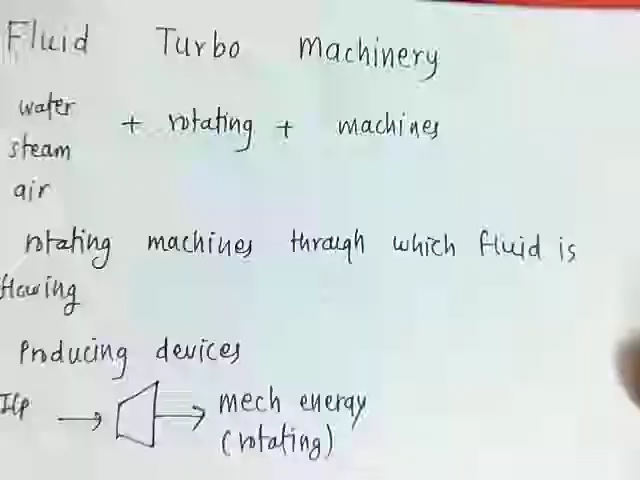 Fluid Turbo machinery
water + rotating + machines
steam
air
rotating machines through which fluid is
flowing
Producing devices
I/p → mech energy
(rotating)